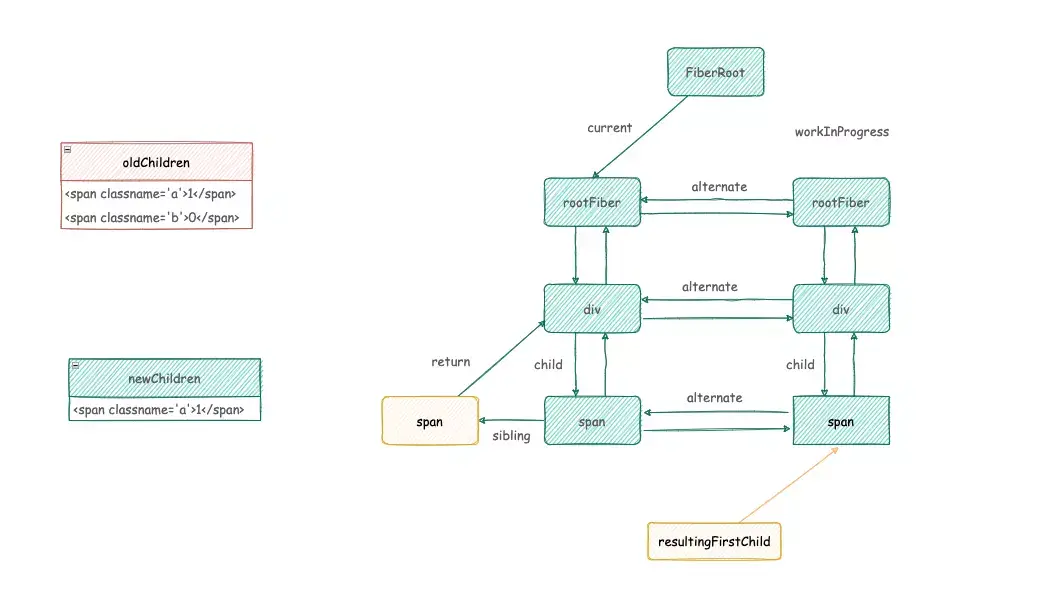 FiberRoot
current
workInProgress
oldChildren
<span classname='a'>1</span>
<span classname='b'>0</span>
rootFiber
alternate
rootFiber
div
alternate
div
return
child
child
newChildren
<span classname='a'>1</span>
span
sibling
span
alternate
span
resultingFirstChild